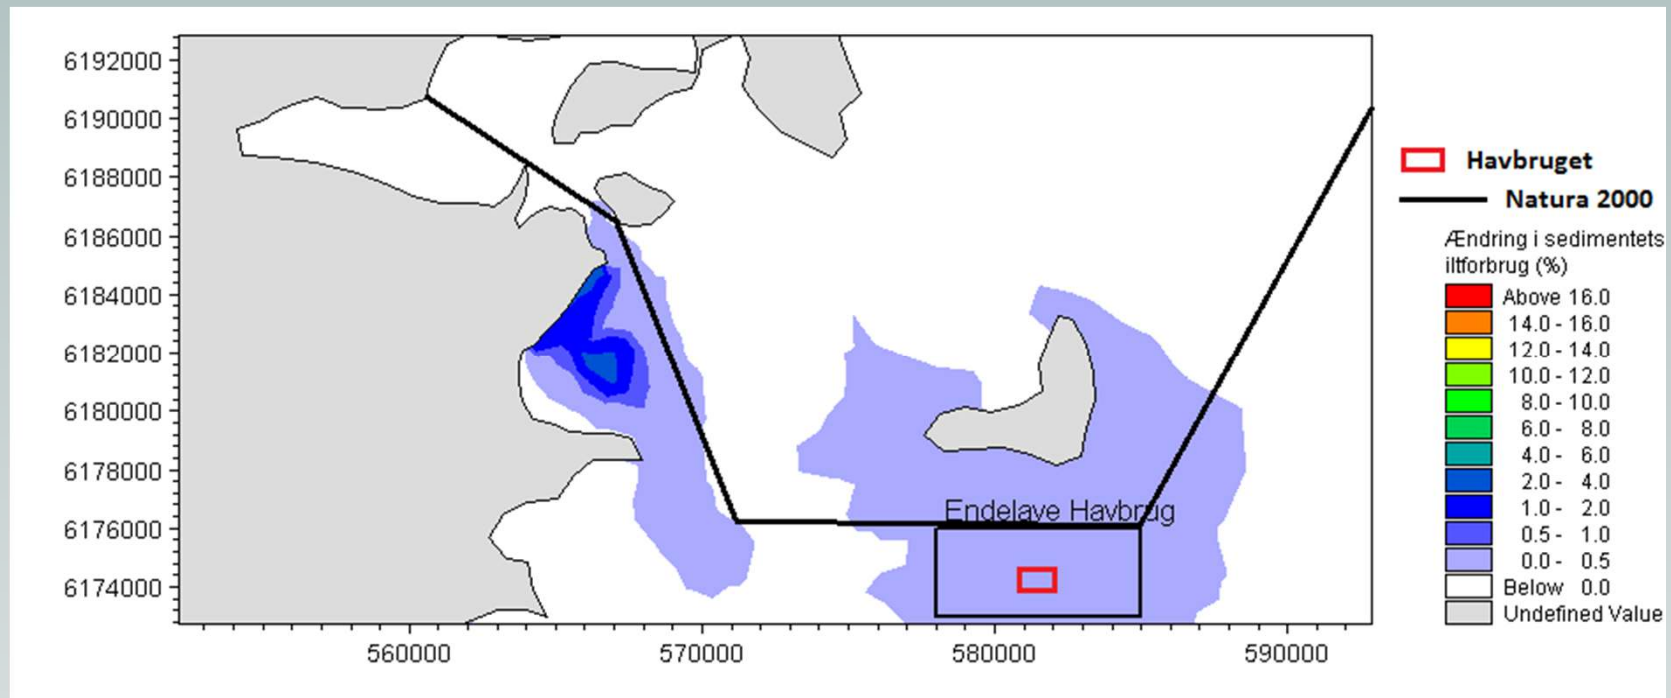 6192000
6190000
6188000
6186000
6184000
6182000
6180000
6178000
6176000
6174000
560000 570000 580000 590000
Endelave Havbrug
Havbruget
Natura 2000
Ændring i sedimentets
iltforbrug (%)
Above 16.0
14.0 - 16.0
12.0 - 14.0
10.0 - 12.0
8.0 - 10.0
6.0 - 8.0
4.0 - 6.0
2.0 - 4.0
1.0 - 2.0
0.5 - 1.0
0.0 - 0.5
Below 0.0
Undefined Value